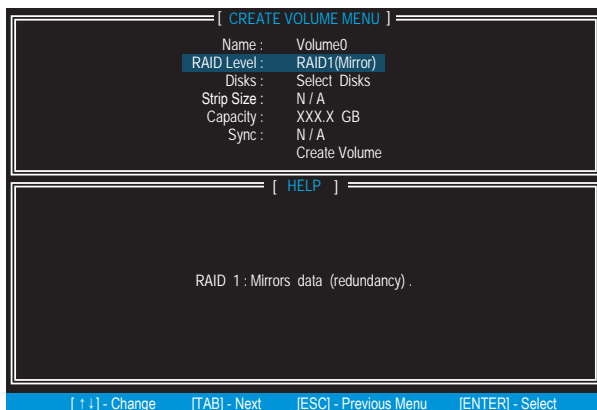 [ CREATE VOLUME MENU ]
Name : Volume0
RAID Level : RAID1(Mirror)
Disks : Select Disks
Strip Size : N / A
Capacity : XXX.X GB
Sync : N / A
Create Volume
[ HELP ]
RAID 1 : Mirrors data (redundancy) .
[ ↑↓] - Change [TAB] - Next [ESC] - Previous Menu [ENTER] - Select